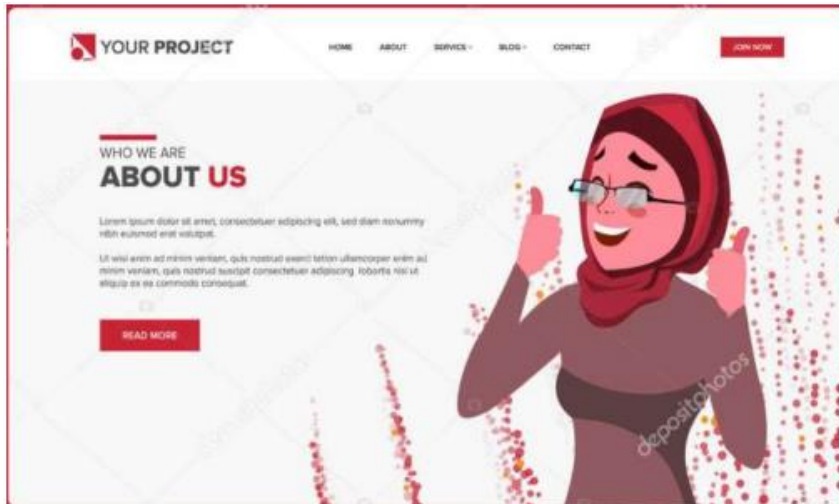 YOUR PROJECT
HOME ABOUT SERVICE BLOG CONTACT
JOIN NOW
WHO WE ARE
ABOUT US
Lorem ipsum dolor sit amet, consectetuer adipiscing elit, sed diam nonummy
nibh euismod erat volutpat.
Ut wisi enim ad minim veniam, quis nostrud exerci tation ullamcorper enim ad
minim veniam, quis nostrud suscipit consectetuer adipiscing lobortis nisl ut
aliquip ex ea commodo consequat.
READ MORE
depositphotos